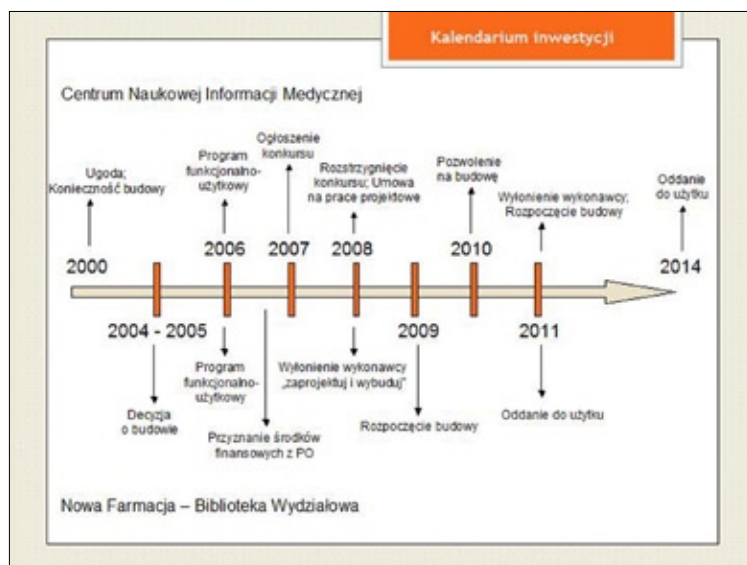 Kalendarium inwestycji
Centrum Naukowej Informacji Medycznej
Ugoda;
Konieczność budowy
Program
funkcjonalno-
użytkowy
Ogłoszenie
konkursu
Rozstrzygnięcie
konkursu; Umowa
na prace projektowe
Pozwolenie
na budowę
Wyłonienie wykonawcy;
Rozpoczęcie budowy
Oddanie
do użytku
2000
2006
2007
2008
2010
2014
2004 - 2005
2009
2011
Decyzja
o budowie
Program
funkcjonalno-
użytkowy
Przyznanie środków
finansowych z PO
Wyłonienie wykonawcy
„zaprojektuj i wybuduj”
Rozpoczęcie budowy
Oddanie do użytku
Nowa Farmacja – Biblioteka Wydziałowa